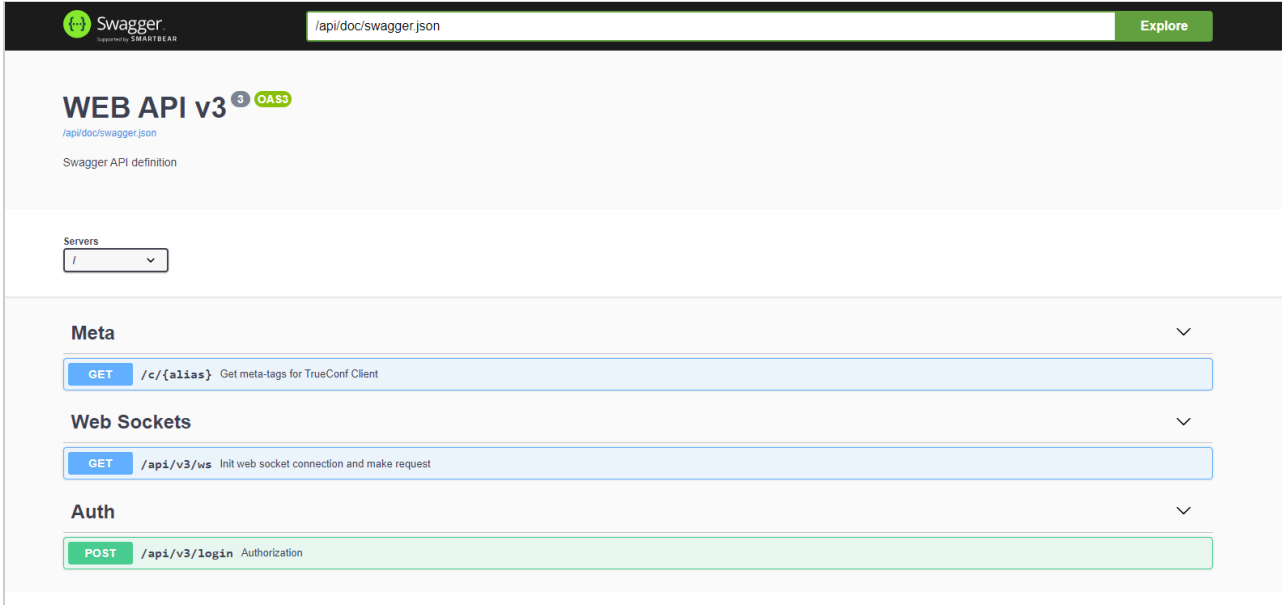 Swagger.
Supported by SMARTBEAR
/api/doc/swagger.json
Explore
WEB API v3 3 OAS3
/api/doc/swagger.json
Swagger API definition
Servers
/
Meta
GET /c/{alias} Get meta-tags for TrueConf Client
Web Sockets
GET /api/v3/ws Init web socket connection and make request
Auth
POST /api/v3/login Authorization